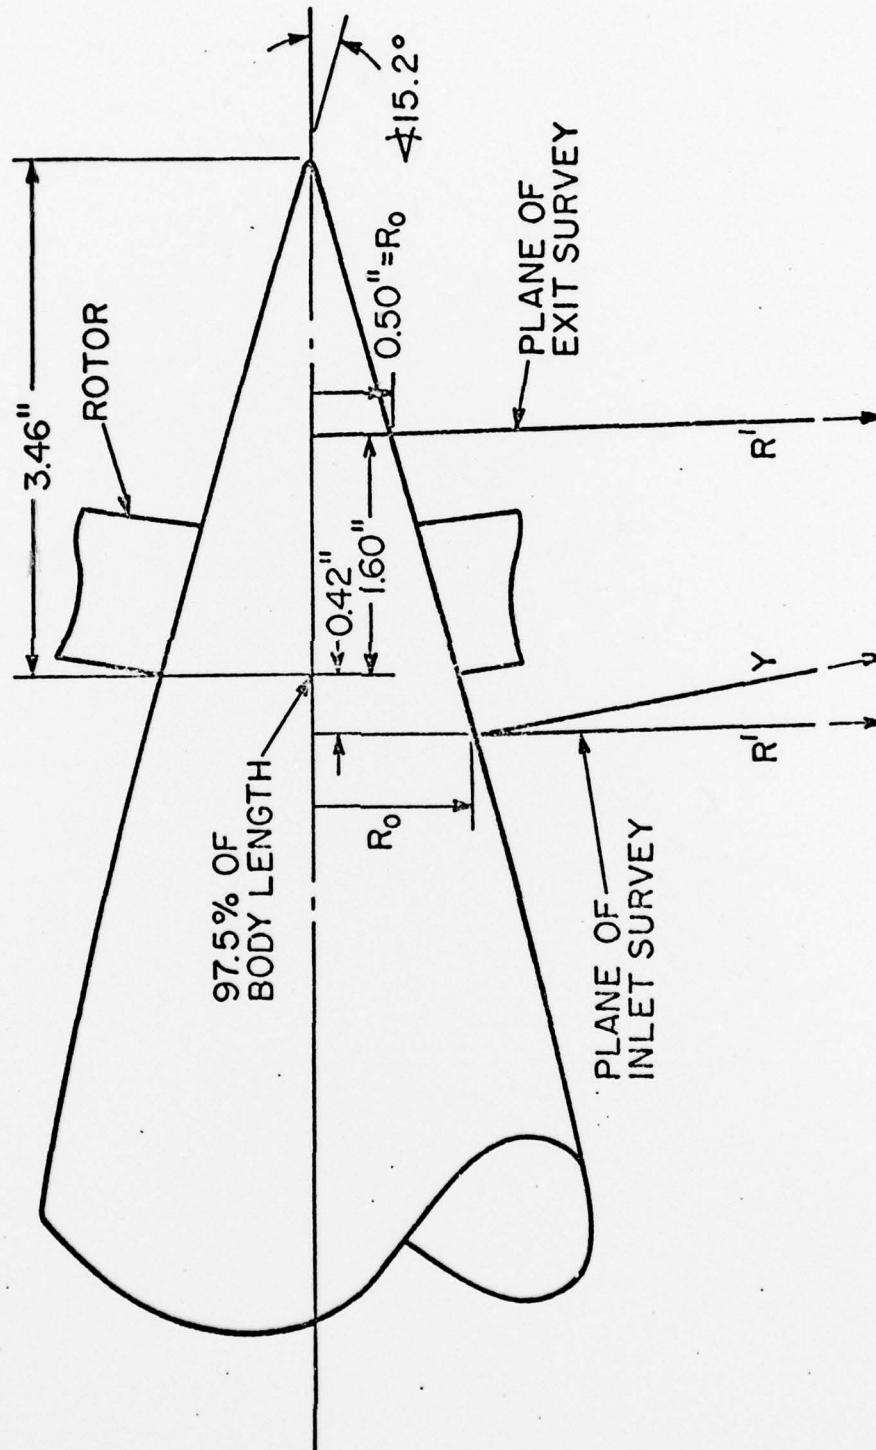 3.46"
ROTOR
∢15.2°
0.50"=R₀
PLANE OF
EXIT SURVEY
0.42"
1.60"
97.5% OF
BODY LENGTH
R₀
PLANE OF
INLET SURVEY
R'
Y
R'